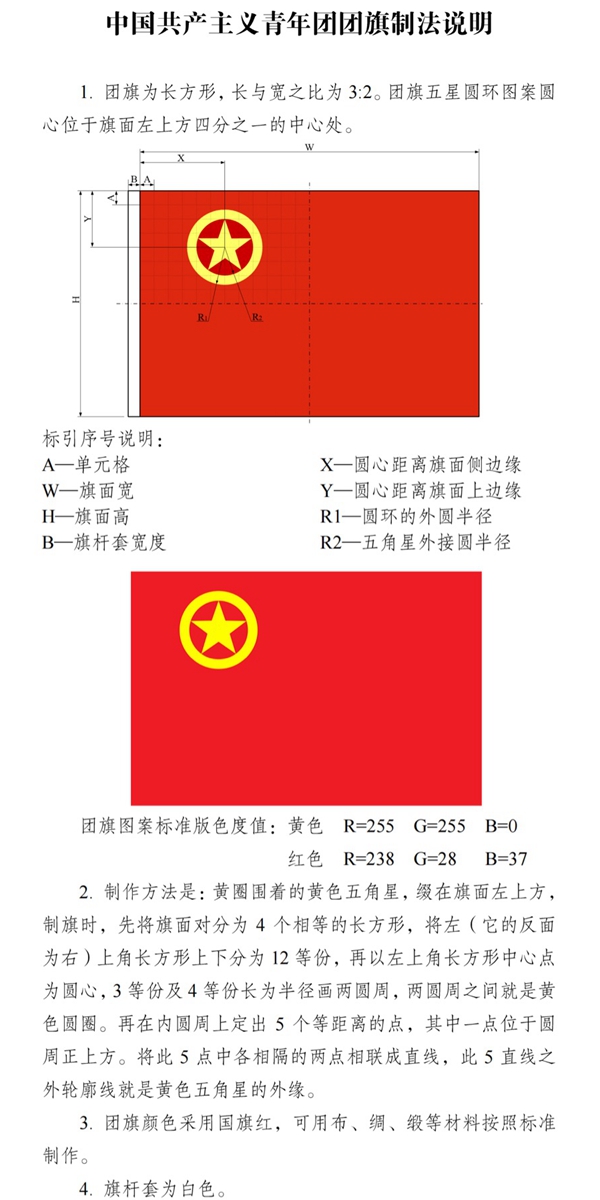 中国共产主义青年团团旗制法说明
1. 团旗为长方形，长与宽之比为 3:2。团旗五星圆环图案圆
心位于旗面左上方四分之一的中心处。
W
X
B A
A
Y
H
R1 R2
标引序号说明：
A—单元格 X—圆心距离旗面侧边缘
W—旗面宽 Y—圆心距离旗面上边缘
H—旗面高 R1—圆环的外圆半径
B—旗杆套宽度 R2—五角星外接圆半径
团旗图案标准版色度值：黄色 R=255 G=255 B=0
红色 R=238 G=28 B=37
2. 制作方法是：黄圈围着的黄色五角星，缀在旗面左上方，
制旗时，先将旗面对分为 4 个相等的长方形，将左（它的反面
为右）上角长方形上下分为 12 等份，再以左上角长方形中心点
为圆心，3 等份及 4 等份长为半径画两圆周，两圆周之间就是黄
色圆圈。再在内圆周上定出 5 个等距离的点，其中一点位于圆
周正上方。将此 5 点中各相隔的两点相联成直线，此 5 直线之
外轮廓线就是黄色五角星的外缘。
3. 团旗颜色采用国旗红，可用布、绸、缎等材料按照标准
制作。
4. 旗杆套为白色。